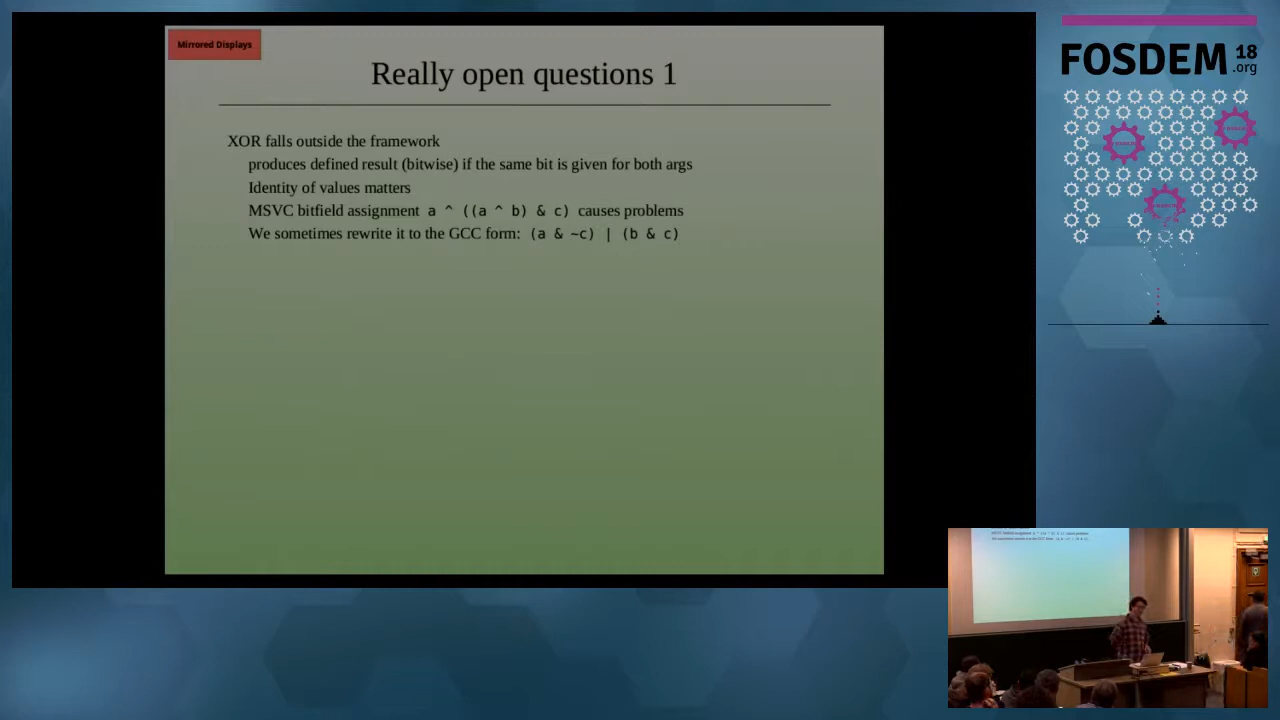 Mirrored Displays
Really open questions 1
XOR falls outside the framework
produces defined result (bitwise) if the same bit is given for both args
Identity of values matters
MSVC bitfield assignment a ^ ((a ^ b) & c) causes problems
We sometimes rewrite it to the GCC form: (a & ~c) | (b & c)
FOSDEM 18
.org